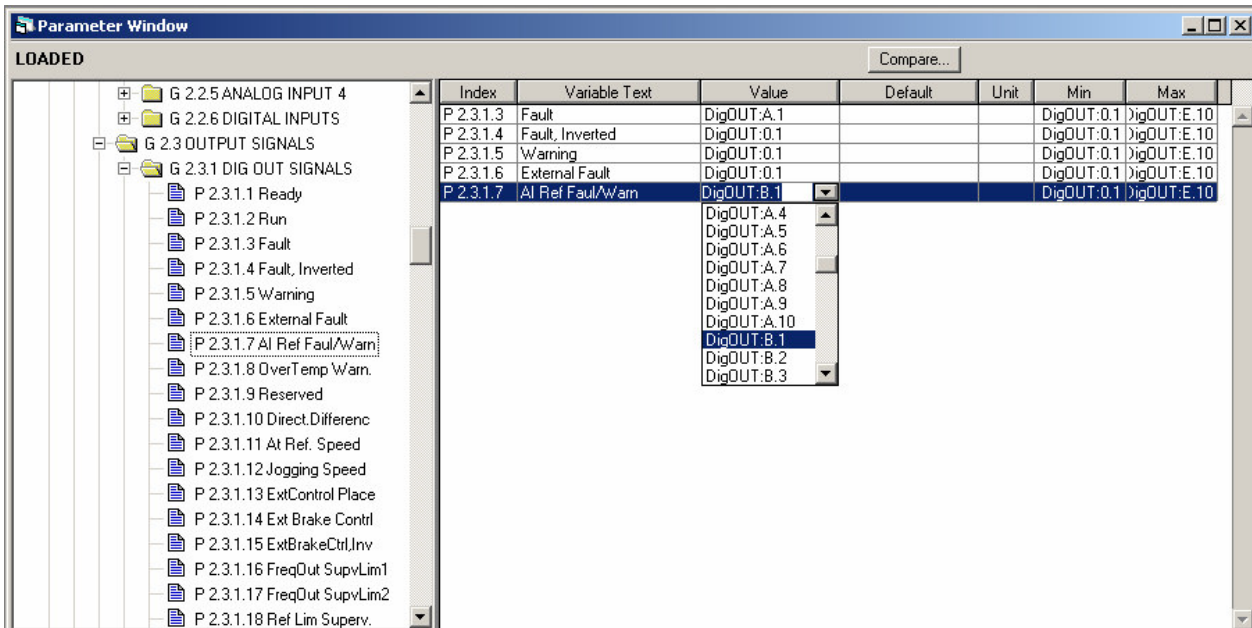 Parameter Window
LOADED
Compare...
G 2.2.5 ANALOG INPUT 4
G 2.2.6 DIGITAL INPUTS
G 2.3 OUTPUT SIGNALS
G 2.3.1 DIG OUT SIGNALS
P 2.3.1.1 Ready
P 2.3.1.2 Run
P 2.3.1.3 Fault
P 2.3.1.4 Fault, Inverted
P 2.3.1.5 Warning
P 2.3.1.6 External Fault
P 2.3.1.7 AI Ref Faul/Warn
P 2.3.1.8 OverTemp Warn.
P 2.3.1.9 Reserved
P 2.3.1.10 Direct.Differenc
P 2.3.1.11 At Ref. Speed
P 2.3.1.12 Jogging Speed
P 2.3.1.13 ExtControl Place
P 2.3.1.14 Ext Brake Contrl
P 2.3.1.15 ExtBrakeCtrl,Inv
P 2.3.1.16 FreqOut SupvLim1
P 2.3.1.17 FreqOut SupvLim2
P 2.3.1.18 Ref Lim Superv.
Index Variable Text Value Default Unit Min Max
P 2.3.1.3 Fault DigOUT:A.1 DigOUT:0.1 DigOUT:E.10
P 2.3.1.4 Fault, Inverted DigOUT:0.1 DigOUT:0.1 DigOUT:E.10
P 2.3.1.5 Warning DigOUT:0.1 DigOUT:0.1 DigOUT:E.10
P 2.3.1.6 External Fault DigOUT:0.1 DigOUT:0.1 DigOUT:E.10
P 2.3.1.7 AI Ref Faul/Warn DigOUT:B.1 DigOUT:0.1 DigOUT:E.10
DigOUT:A.4
DigOUT:A.5
DigOUT:A.6
DigOUT:A.7
DigOUT:A.8
DigOUT:A.9
DigOUT:A.10
DigOUT:B.1
DigOUT:B.2
DigOUT:B.3